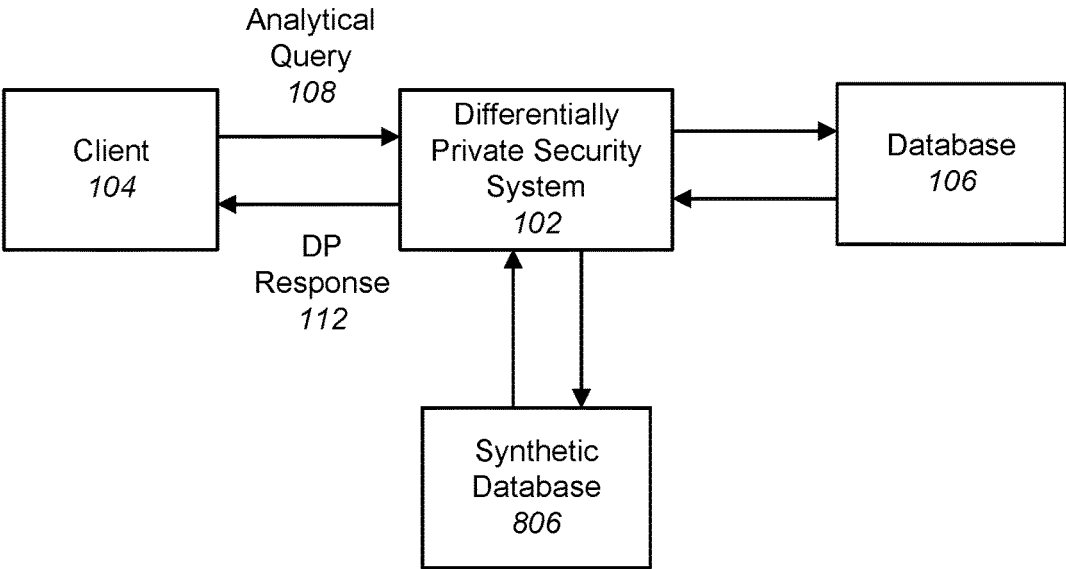 Analytical
Query
108
Client
104
Differentially
Private Security
System
102
Database
106
DP
Response
112
Synthetic
Database
806